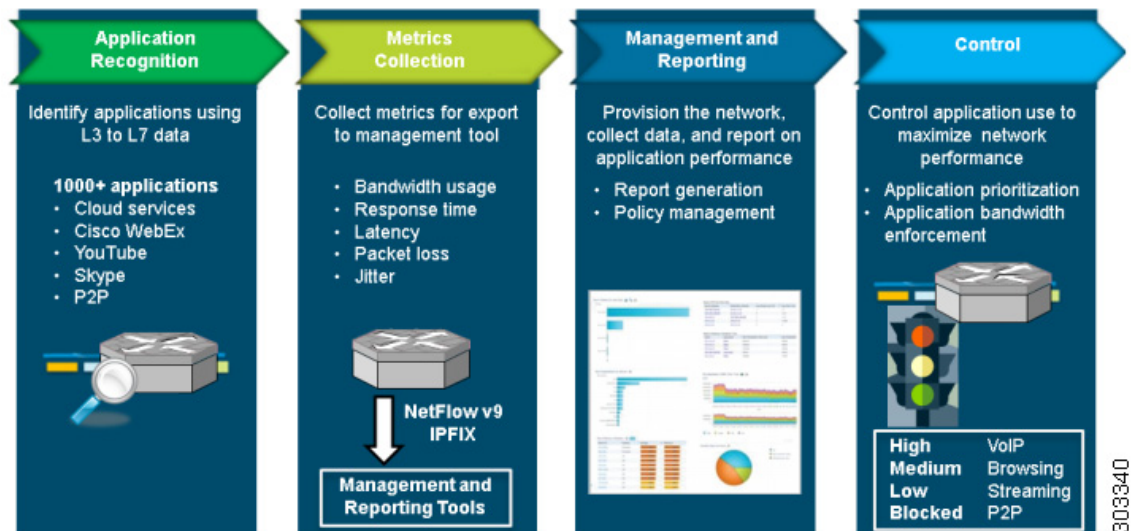 Application
Recognition
Identify applications using
L3 to L7 data
1000+ applications
• Cloud services
• Cisco WebEx
• YouTube
• Skype
• P2P
Metrics
Collection
Collect metrics for export
to management tool
• Bandwidth usage
• Response time
• Latency
• Packet loss
• Jitter
NetFlow v9
IPFIX
Management and
Reporting Tools
Management and
Reporting
Provision the network,
collect data, and report on
application performance
• Report generation
• Policy management
Control
Control application use to
maximize network
performance
• Application prioritization
• Application bandwidth
enforcement
High VoIP
Medium Browsing
Low Streaming
Blocked P2P
303340